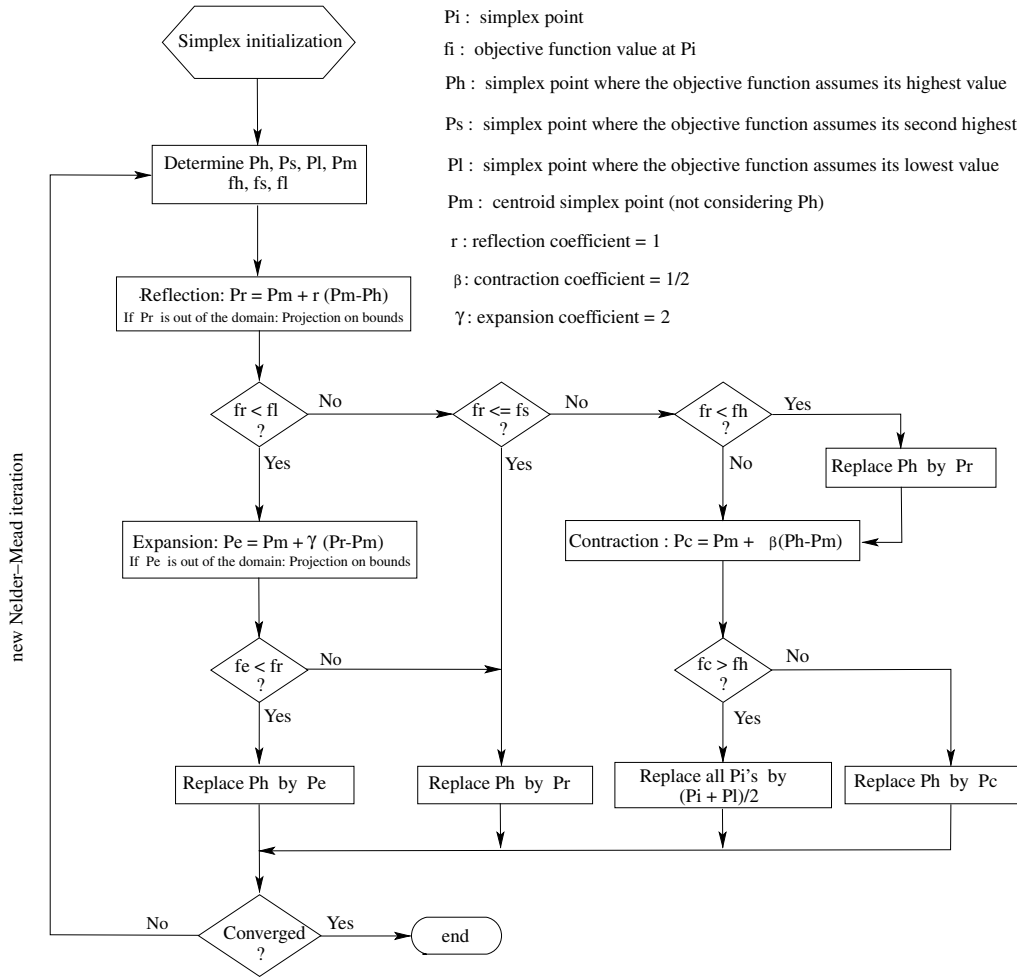 Simplex initialization
Pi : simplex point
fi : objective function value at Pi
Ph : simplex point where the objective function assumes its highest value
Ps : simplex point where the objective function assumes its second highest
Pl : simplex point where the objective function assumes its lowest value
Pm : centroid simplex point (not considering Ph)
r : reflection coefficient = 1
β : contraction coefficient = 1/2
γ : expansion coefficient = 2
Determine Ph, Ps, Pl, Pm
fh, fs, fl
Reflection: Pr = Pm + r (Pm-Ph)
If Pr is out of the domain: Projection on bounds
fr < fl
?
No
Yes
fr <= fs
?
No
Yes
fr < fh
?
Yes
No
Replace Ph by Pr
Expansion: Pe = Pm + γ (Pr-Pm)
If Pe is out of the domain: Projection on bounds
Contraction : Pc = Pm + β(Ph-Pm)
new Nelder–Mead iteration
fe < fr
?
No
Yes
fc > fh
?
No
Yes
Replace Ph by Pe
Replace Ph by Pr
Replace all Pi's by
(Pi + Pl)/2
Replace Ph by Pc
Converged
?
No
Yes
end